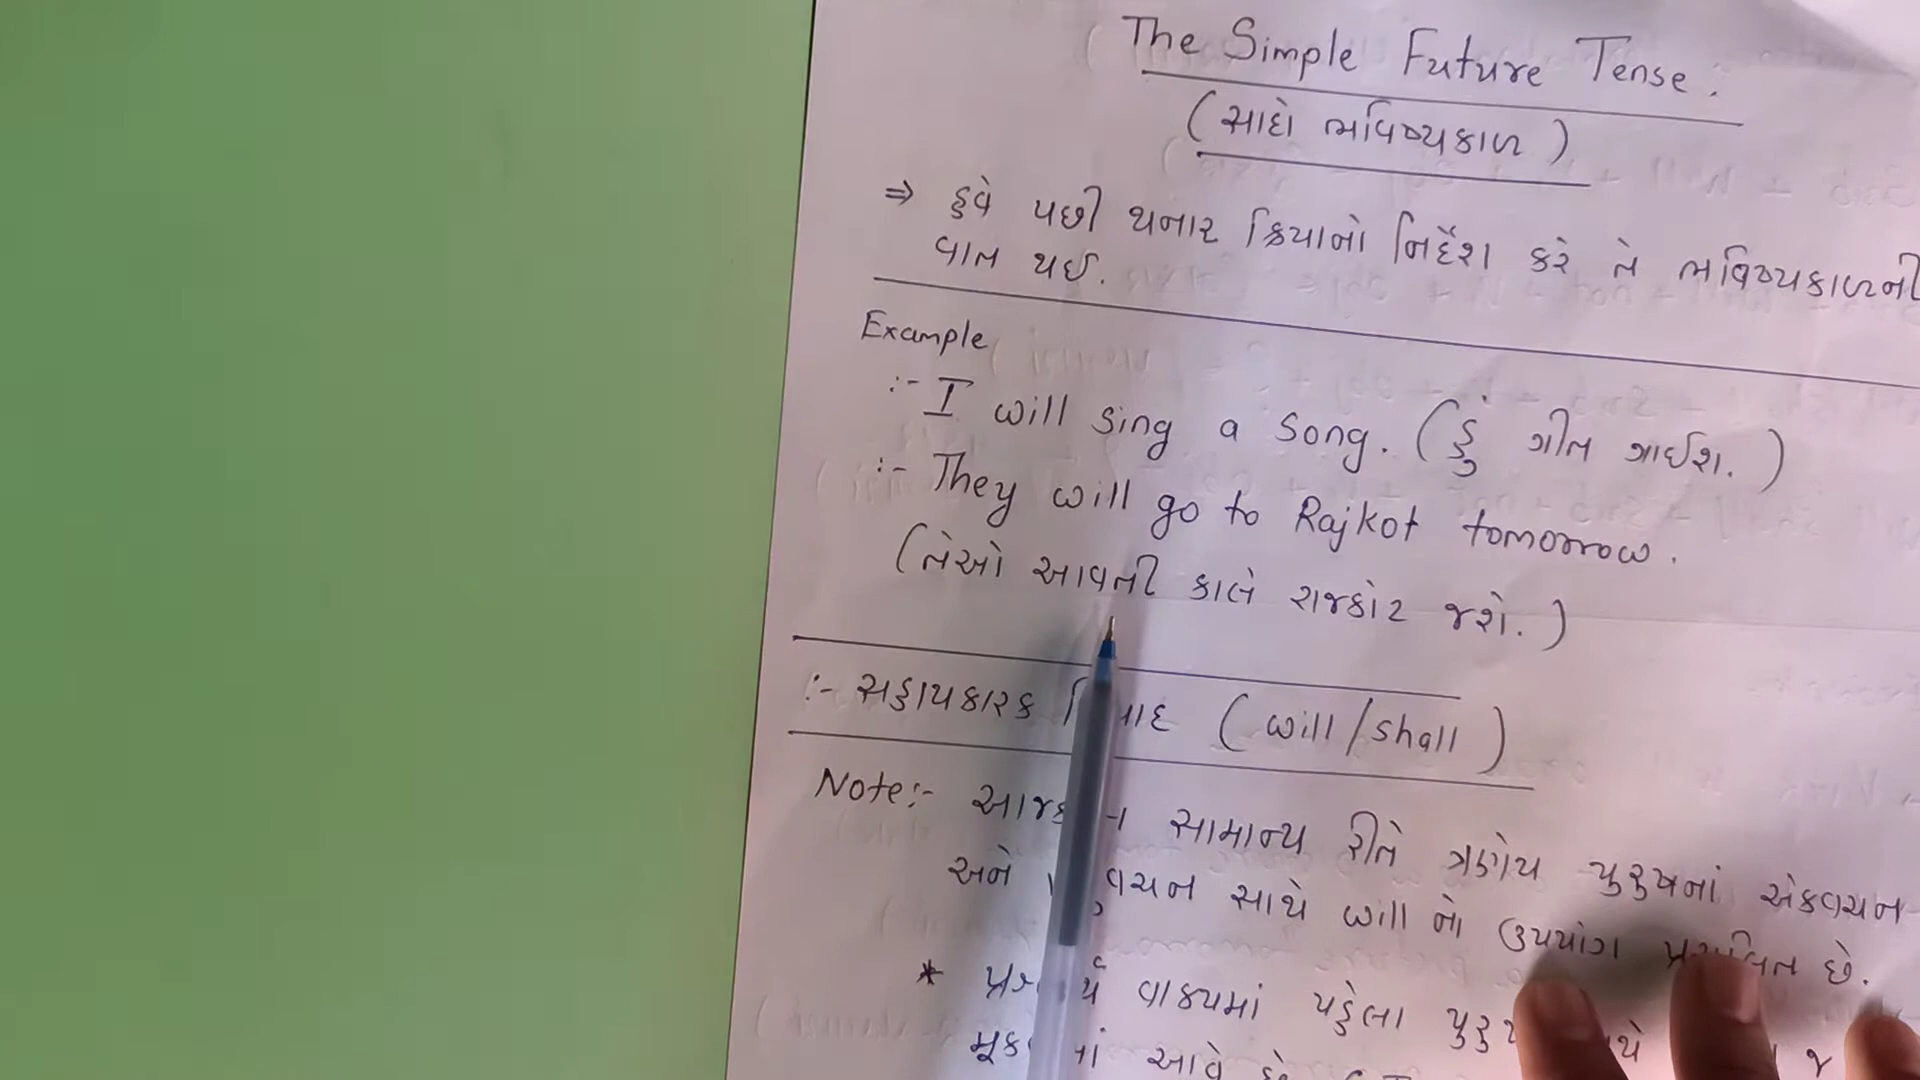 The Simple Future Tense :
( સાદો ભવિષ્યકાળ )
⇒ હવે પછી થનાર ક્રિયાનો નિર્દેશ કરે તે ભવિષ્યકાળની
વાત થઈ.
Example
:- I will sing a song. ( હું ગીત ગાઈશ. )
:- They will go to Rajkot tomorrow.
( તેઓ આવતી કાલે રાજકોટ જશે. )
:- સહાયકારક ( will / shall )
Note:- સામાન્ય રીતે ત્રણેય પુરુષનાં એકવચન
અને સાથે will નો ઉપયોગ પ્રચલિત છે.
* વાક્યમાં પહેલા
આવે છે